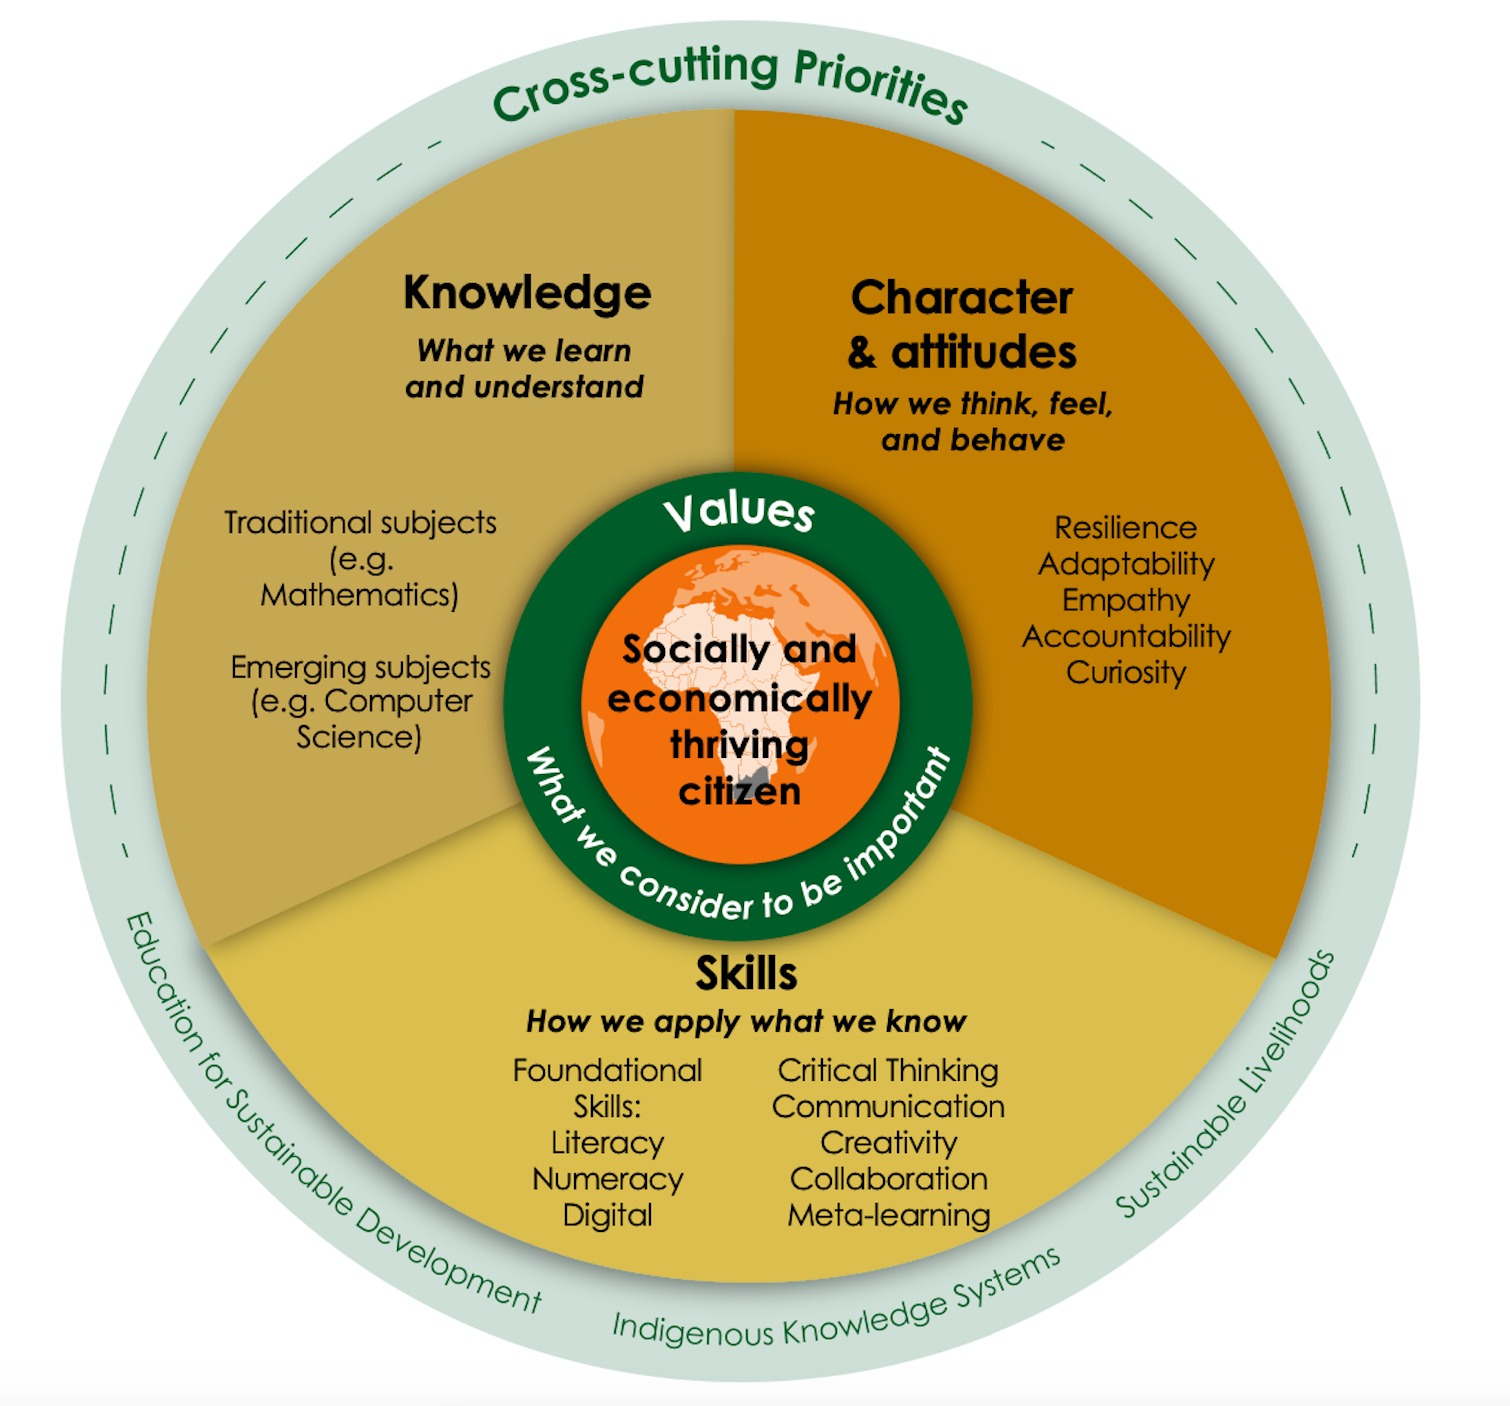 Cross-cutting Priorities
Knowledge
What we learn
and understand
Traditional subjects
(e.g.
Mathematics)
Emerging subjects
(e.g. Computer
Science)
Character
& attitudes
How we think, feel,
and behave
Resilience
Adaptability
Empathy
Accountability
Curiosity
Values
Socially and
economically
thriving
citizen
What we consider to be important
Skills
How we apply what we know
Foundational
Skills:
Literacy
Numeracy
Digital
Critical Thinking
Communication
Creativity
Collaboration
Meta-learning
Education for Sustainable Development
Indigenous Knowledge Systems
Sustainable Livelihoods